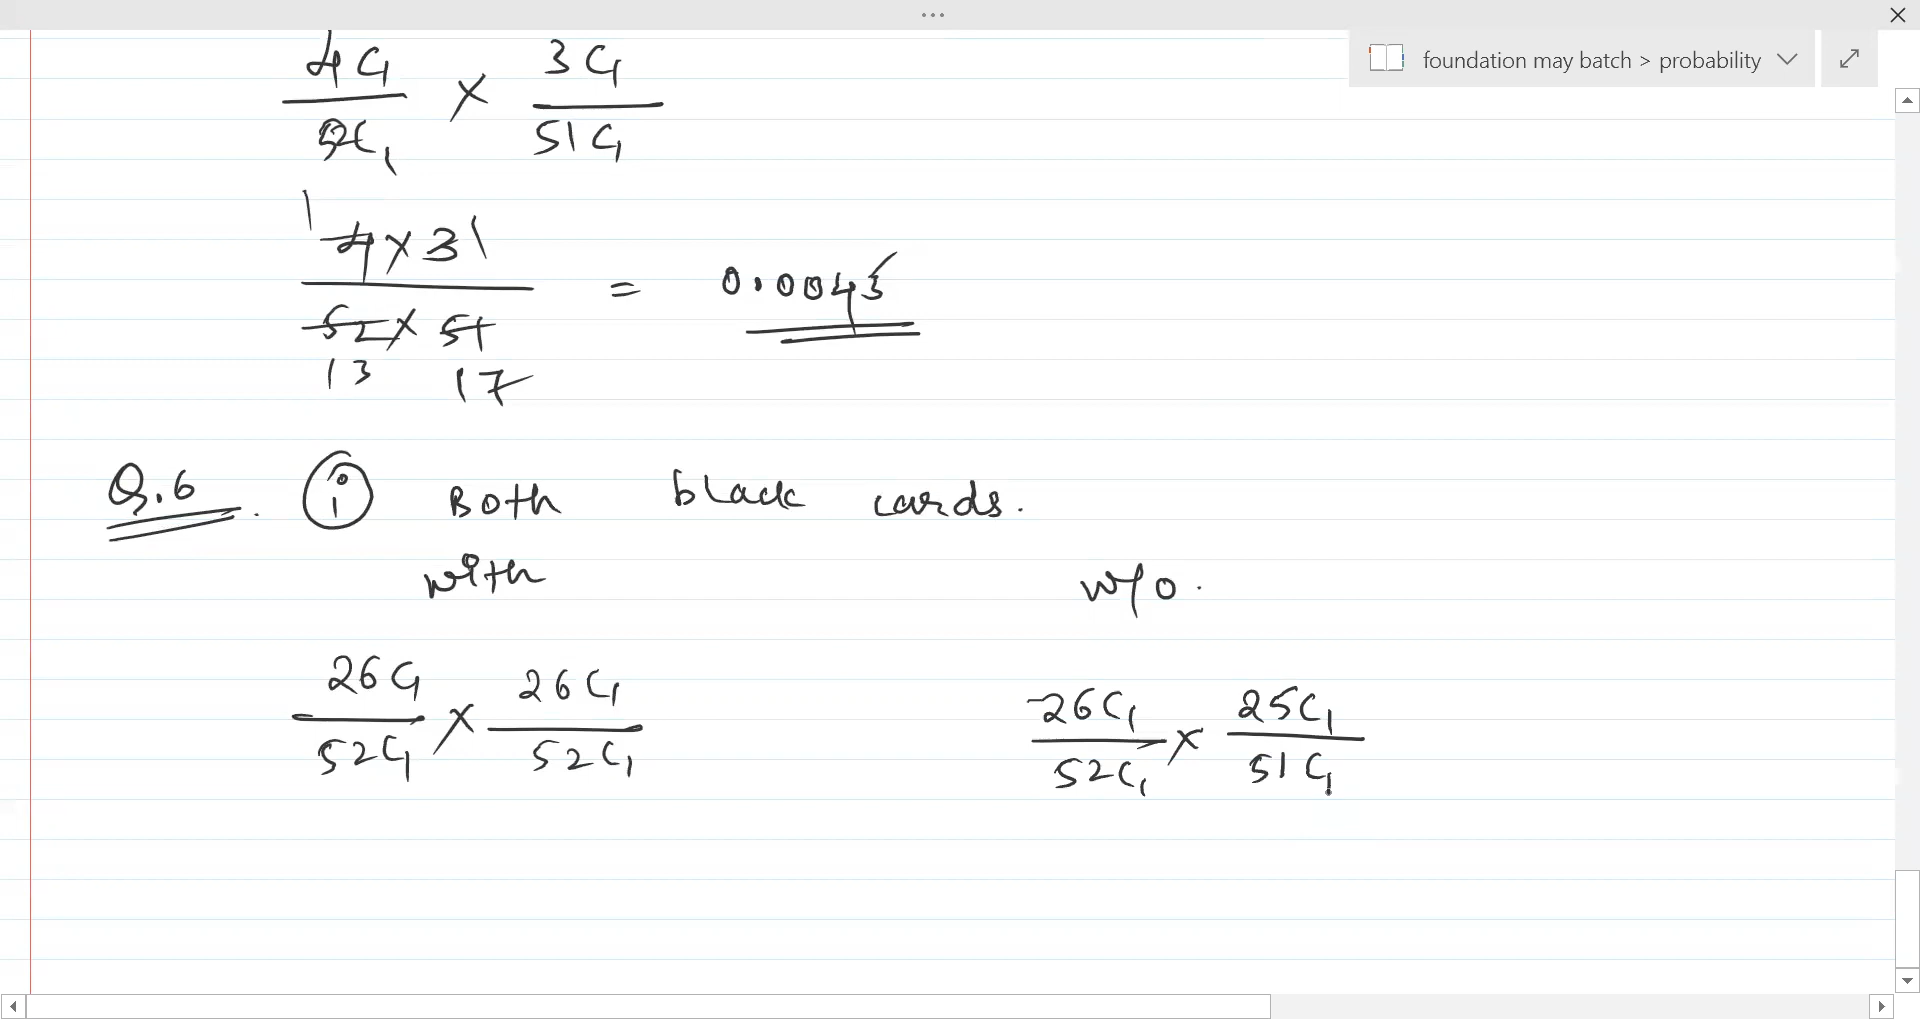 foundation may batch > probability
4C1/52C1 × 3C1/51C1
1 4×3 1/52×51 = 0.0045
13 17
Q.6. (i) Both black cards.
with w/o.
26C1/52C1 × 26C1/52C1 26C1/52C1 × 25C1/51C1